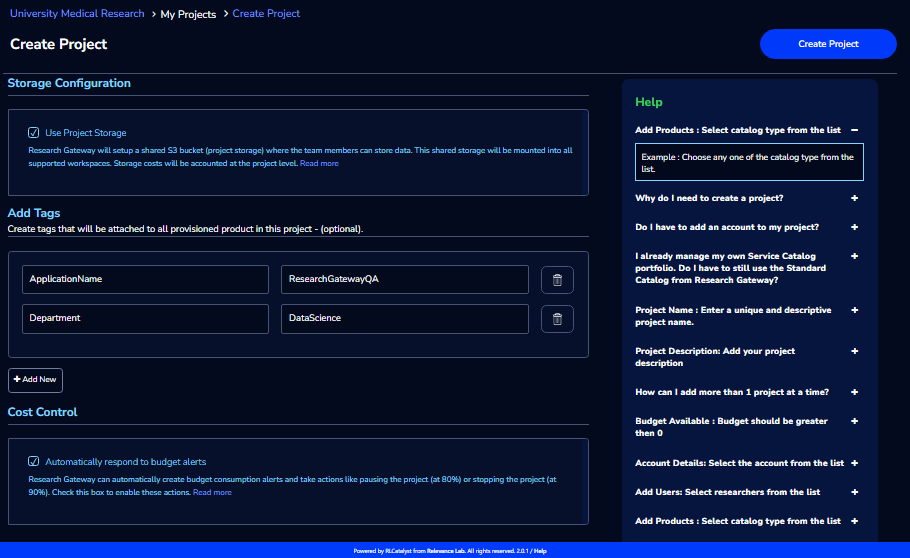 University Medical Research > My Projects > Create Project
Create Project
Create Project
Storage Configuration
Use Project Storage
Research Gateway will setup a shared S3 bucket (project storage) where the team members can store data. This shared storage will be mounted into all
supported workspaces. Storage costs will be accounted at the project level. Read more
Add Tags
Create tags that will be attached to all provisioned product in this project - (optional).
ApplicationName
ResearchGatewayQA
Department
DataScience
+ Add New
Cost Control
Automatically respond to budget alerts
Research Gateway can automatically create budget consumption alerts and take actions like pausing the project (at 80%) or stopping the project (at
90%). Check this box to enable these actions. Read more
Help
Add Products : Select catalog type from the list
Example : Choose any one of the catalog type from the
list.
Why do I need to create a project?
Do I have to add an account to my project?
I already manage my own Service Catalog
portfolio. Do I have to still use the Standard
Catalog from Research Gateway?
Project Name : Enter a unique and descriptive
project name.
Project Description: Add your project
description
How can I add more than 1 project at a time?
Budget Available : Budget should be greater
then 0
Account Details: Select the account from the list
Add Users: Select researchers from the list
Add Products : Select catalog type from the list
Powered by RLCatalyst from Relevance Lab. All rights reserved. 2.0.1 / Help